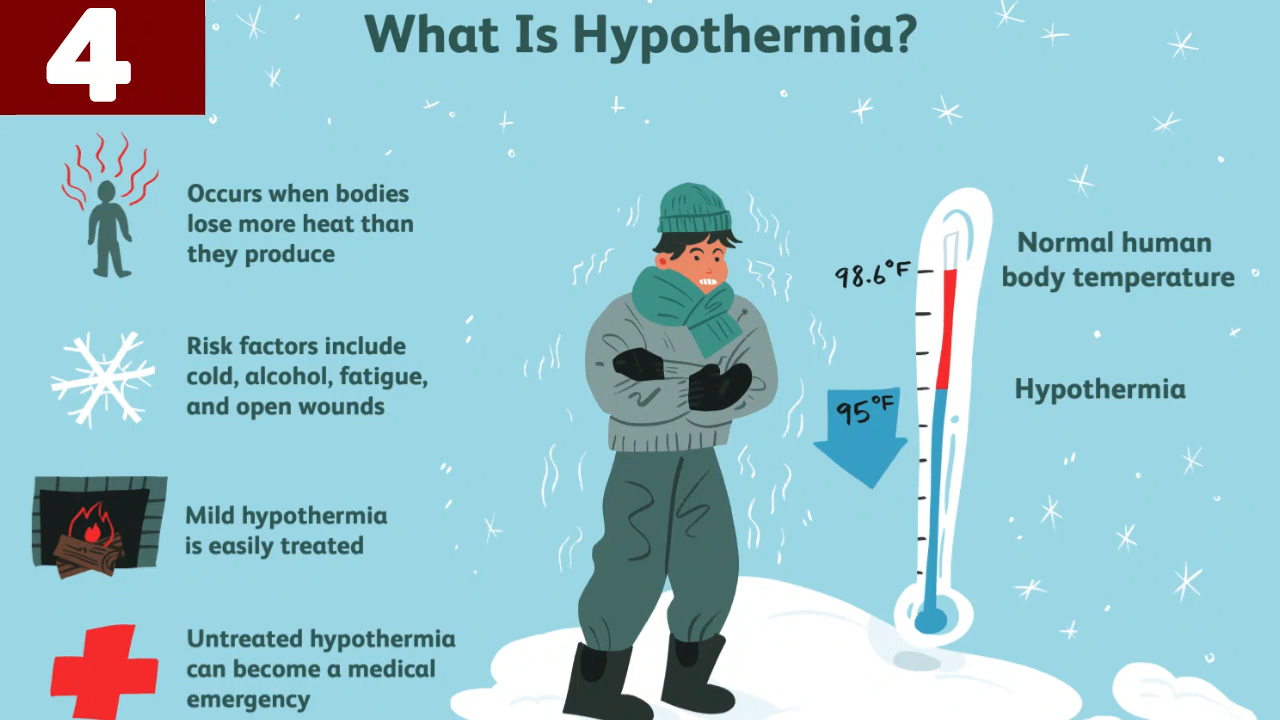 4
What Is Hypothermia?
Occurs when bodies
lose more heat than
they produce
Risk factors include
cold, alcohol, fatigue,
and open wounds
Mild hypothermia
is easily treated
Untreated hypothermia
can become a medical
emergency
98.6°F
Normal human
body temperature
95°F
Hypothermia